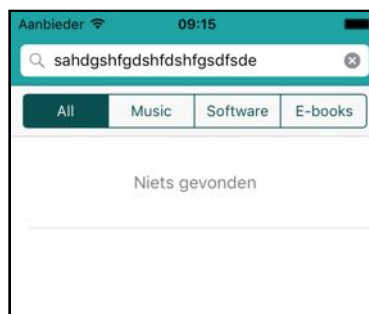 Aanbieder 09:15
sahdgshfgdshfdshfgsdfsde
All Music Software E-books
Niets gevonden